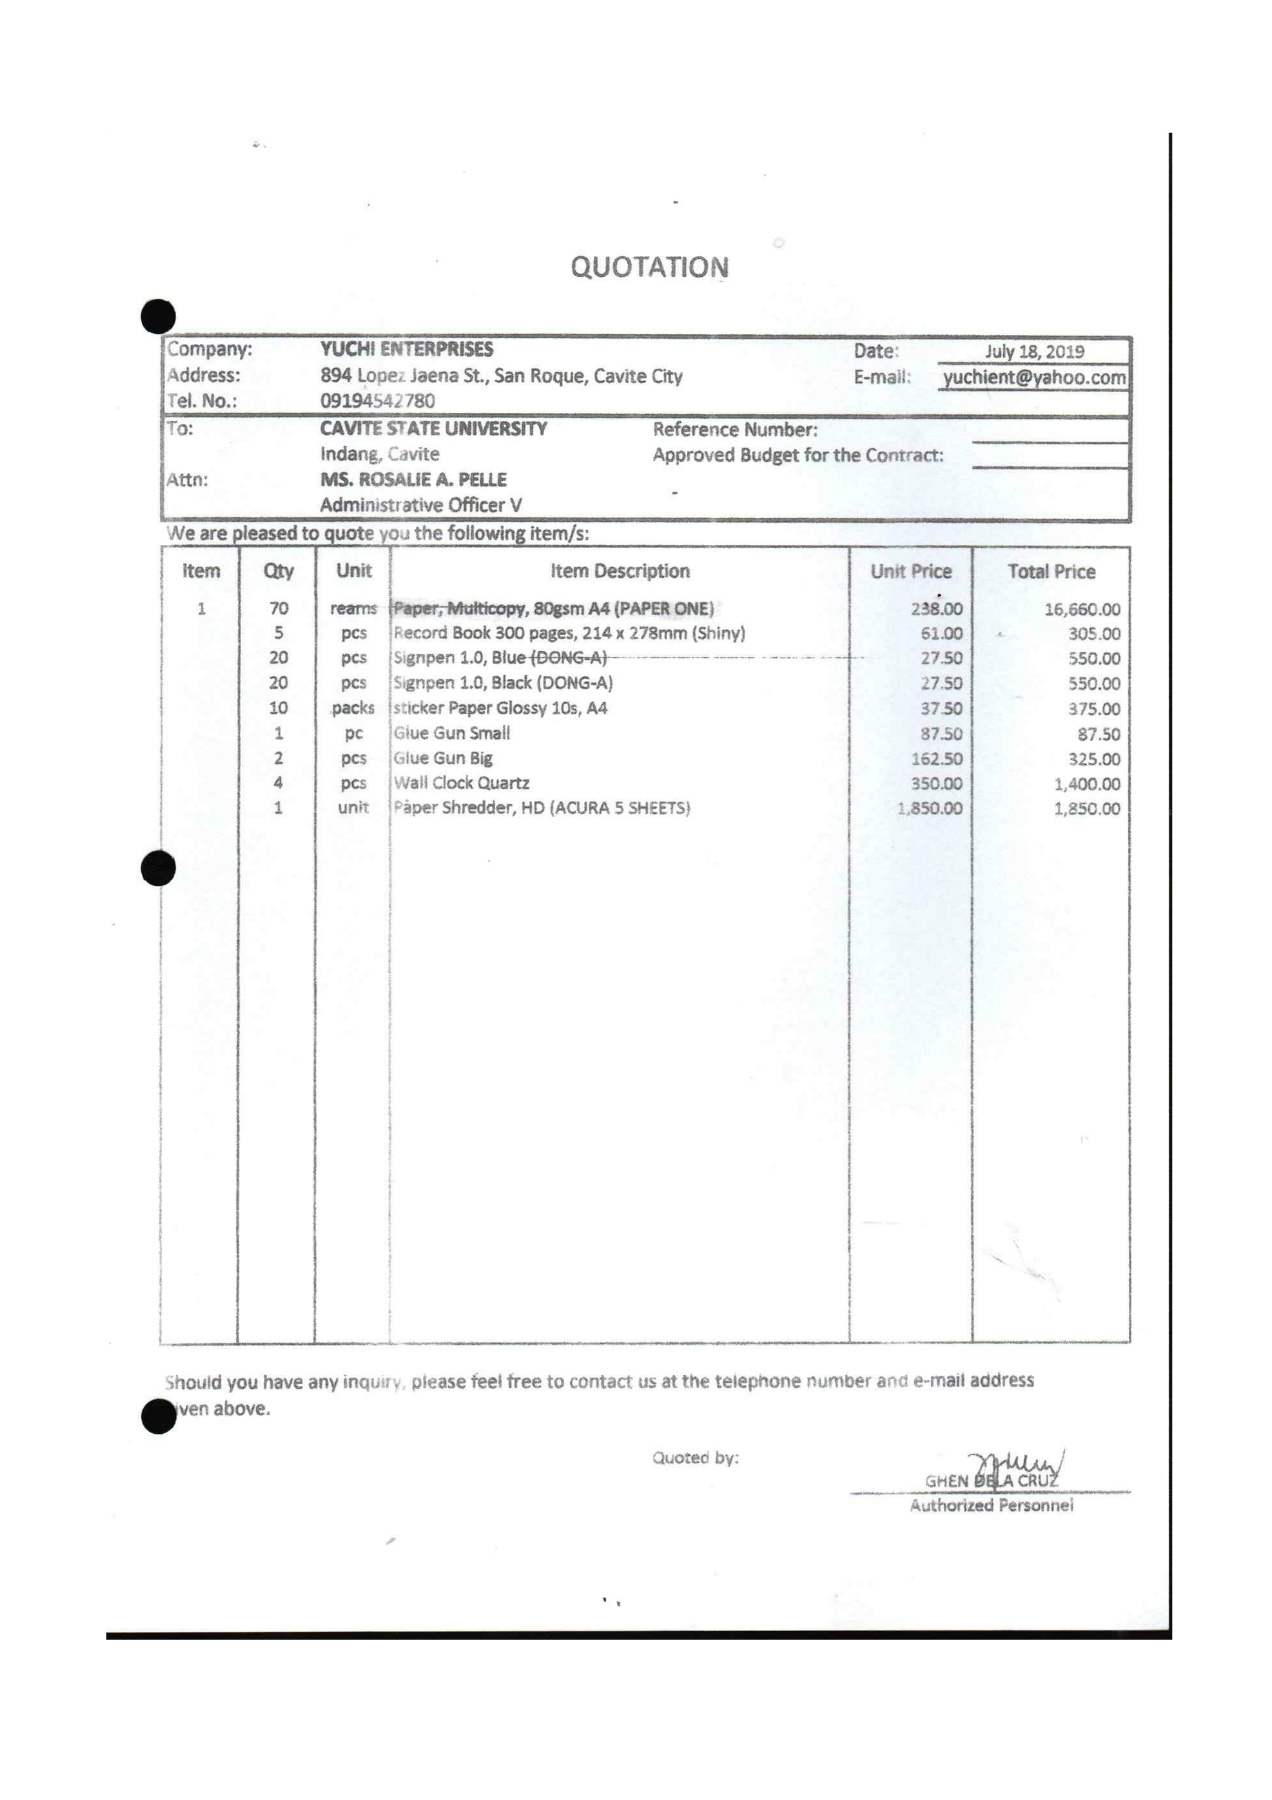 QUOTATION
Company: YUCHI ENTERPRISES Date: July 18, 2019
Address: 894 Lopez Jaena St., San Roque, Cavite City E-mail: yuchient@yahoo.com
Tel. No.: 09194542780
To: CAVITE STATE UNIVERSITY Reference Number:
Indang, Cavite Approved Budget for the Contract:
Attn: MS. ROSALIE A. PELLE
Administrative Officer V
We are pleased to quote you the following item/s:
Item Qty Unit Item Description Unit Price Total Price
1 70 reams Paper, Multicopy, 80gsm A4 (PAPER ONE) 238.00 16,660.00
5 pcs Record Book 300 pages, 214 x 278mm (Shiny) 61.00 305.00
20 pcs Signpen 1.0, Blue (DONG-A) 27.50 550.00
20 pcs Signpen 1.0, Black (DONG-A) 27.50 550.00
10 packs sticker Paper Glossy 10s, A4 37.50 375.00
1 pc Glue Gun Small 87.50 87.50
2 pcs Glue Gun Big 162.50 325.00
4 pcs Wall Clock Quartz 350.00 1,400.00
1 unit Paper Shredder, HD (ACURA 5 SHEETS) 1,850.00 1,850.00
Should you have any inquiry, please feel free to contact us at the telephone number and e-mail address
iven above.
Quoted by:
GHEN DELA CRUZ
Authorized Personnel